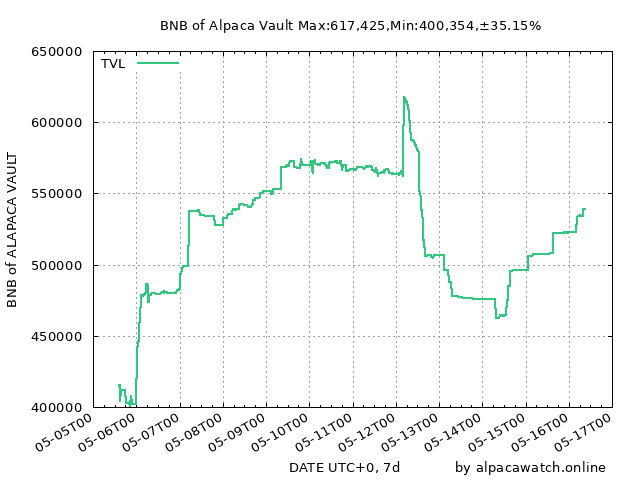 BNB of Alpaca Vault Max:617,425,Min:400,354,±35.15%
TVL
650000
600000
550000
500000
450000
400000
BNB of ALAPACA VAULT
05-05T00
05-06T00
05-07T00
05-08T00
05-09T00
05-10T00
05-11T00
05-12T00
05-13T00
05-14T00
05-15T00
05-16T00
05-17T00
DATE UTC+0, 7d
by alpacawatch.online